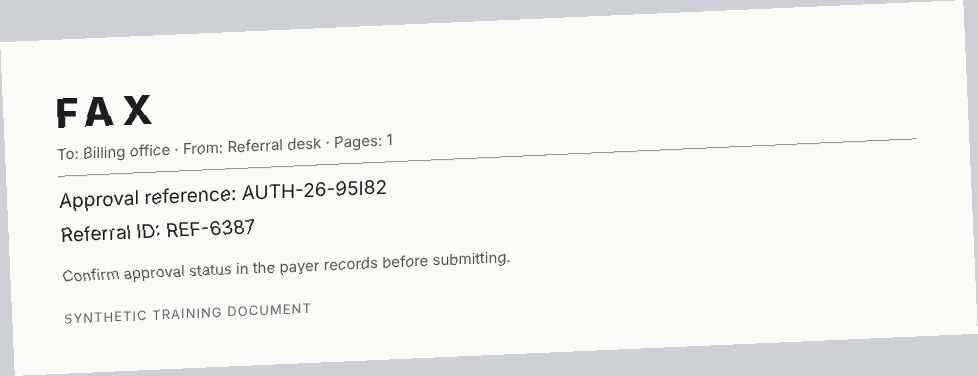 FAX
To: Billing office · From: Referral desk · Pages: 1
Approval reference: AUTH-26-95I82
Referral ID: REF-6387
Confirm approval status in the payer records before submitting.
SYNTHETIC TRAINING DOCUMENT